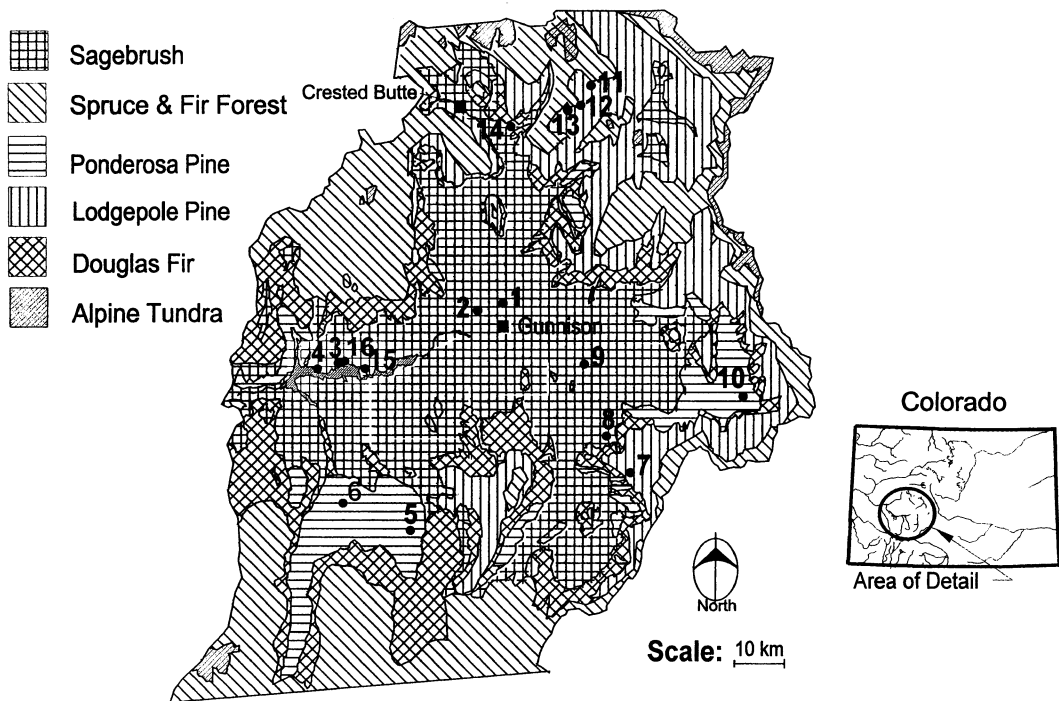 Sagebrush
Spruce & Fir Forest
Ponderosa Pine
Lodgepole Pine
Douglas Fir
Alpine Tundra
Crested Butte
11
12
13
14
1
2
Gunnison
3
16
4
15
9
10
8
7
6
5
North
Scale: 10 km
Colorado
Area of Detail